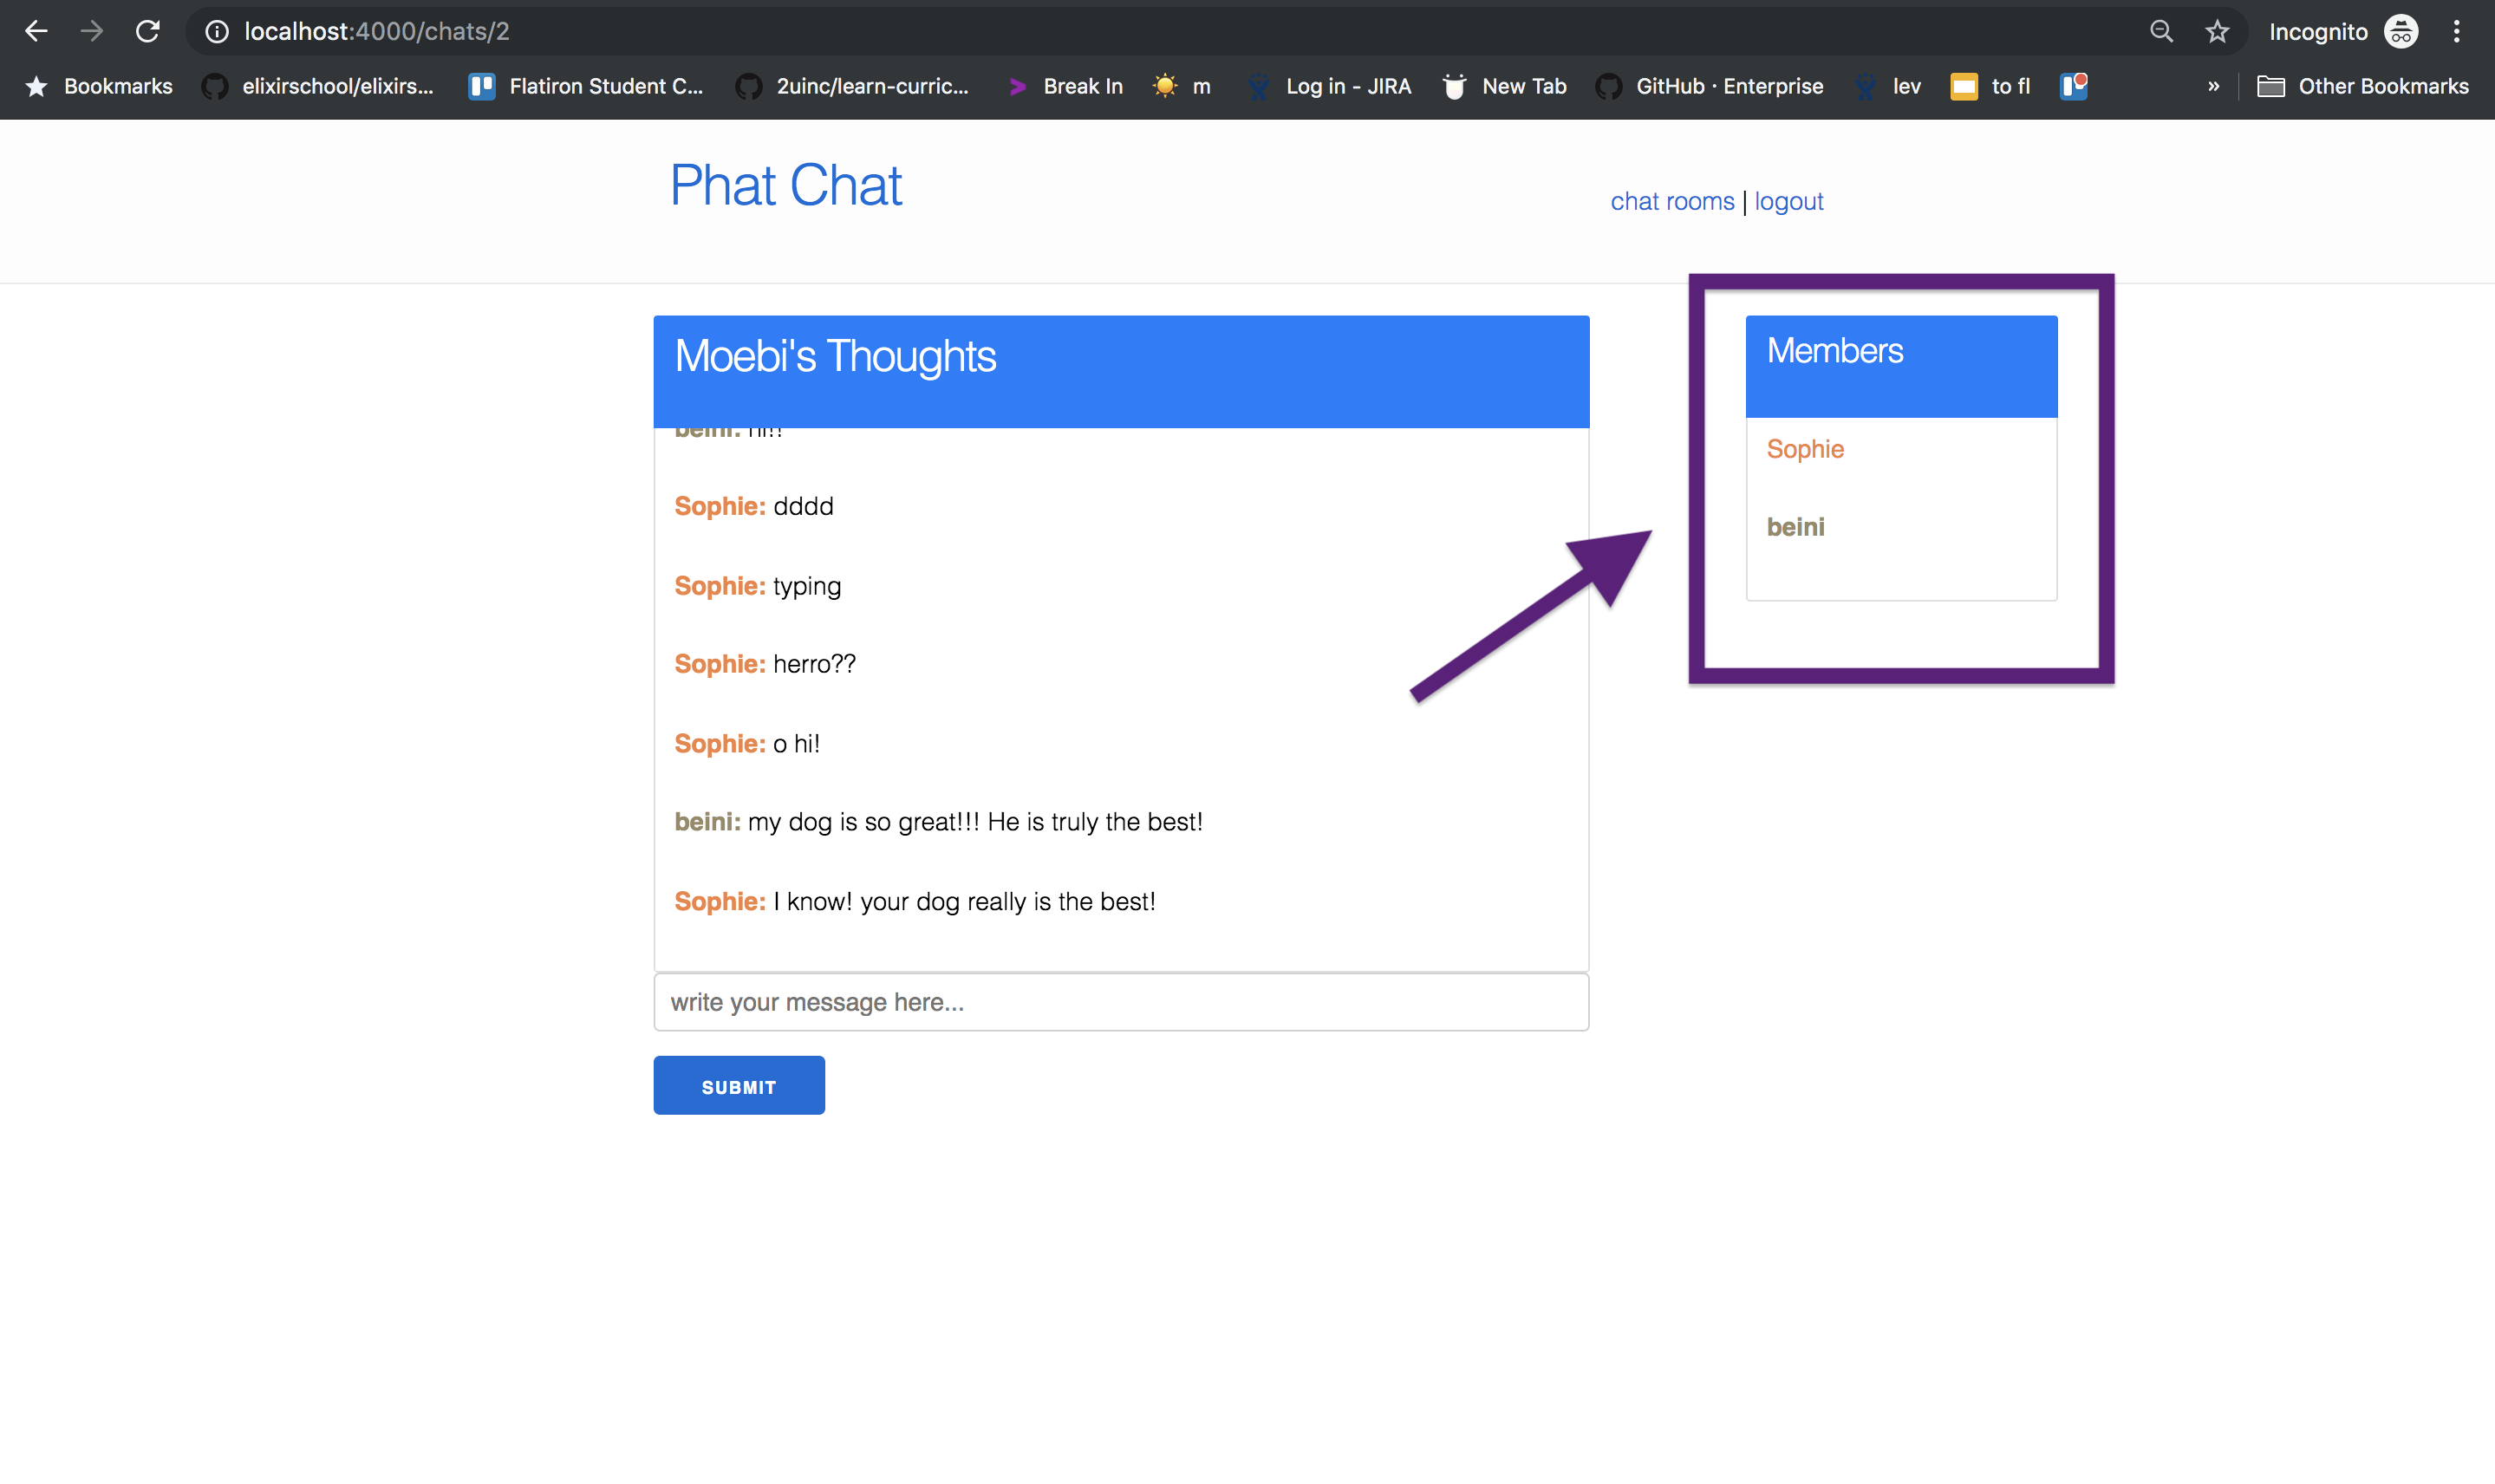 localhost:4000/chats/2
Incognito
Bookmarks
elixirschool/elixirs...
Flatiron Student C...
2uinc/learn-curric...
Break In
m
Log in - JIRA
New Tab
GitHub · Enterprise
lev
to fl
»
Other Bookmarks
Phat Chat
chat rooms | logout
Moebi's Thoughts
beini: hi!!
Sophie: dddd
Sophie: typing
Sophie: herro??
Sophie: o hi!
beini: my dog is so great!!! He is truly the best!
Sophie: I know! your dog really is the best!
write your message here...
SUBMIT
Members
Sophie
beini